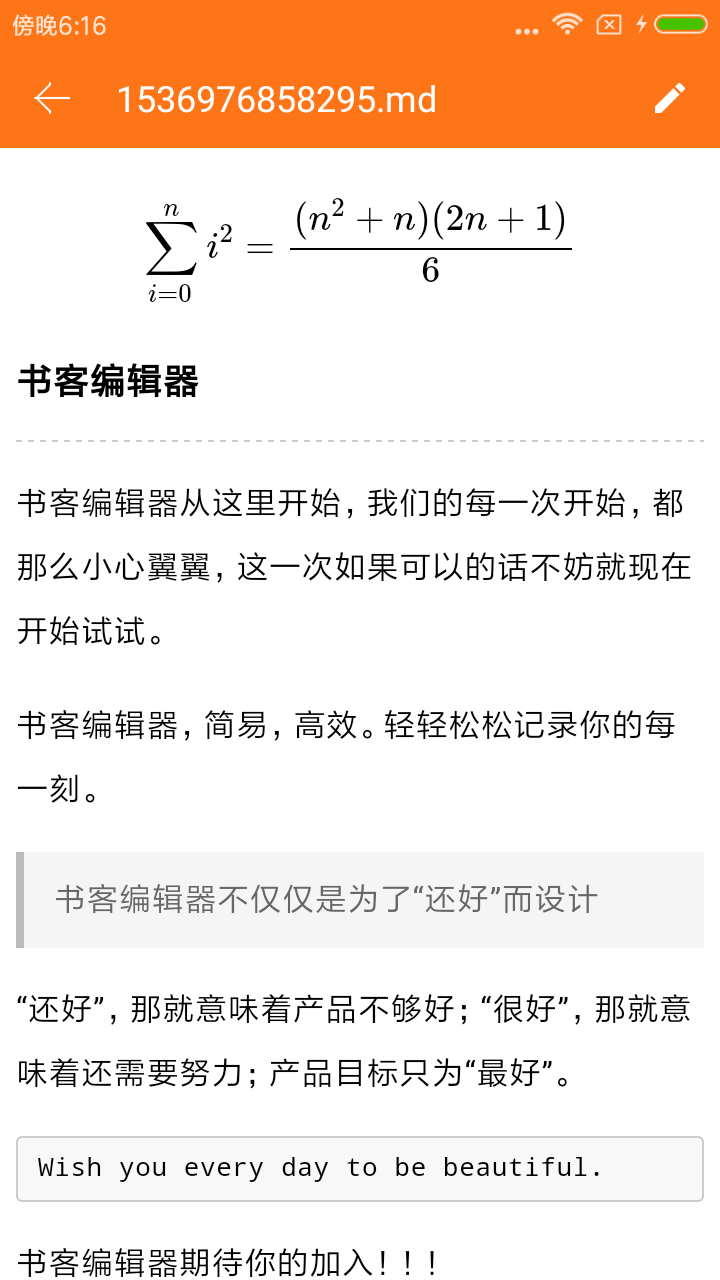 傍晚6:16
1536976858295.md
\sum_{i=0}^{n} i^2 = \frac{(n^2+n)(2n+1)}{6}
书客编辑器
书客编辑器从这里开始，我们的每一次开始，都
那么小心翼翼，这一次如果可以的话不妨就现在
开始试试。
书客编辑器，简易，高效。轻轻松松记录你的每
一刻。
书客编辑器不仅仅是为了“还好”而设计
“还好”，那就意味着产品不够好；“很好”，那就意
味着还需要努力；产品目标只为“最好”。
Wish you every day to be beautiful.
书客编辑器期待你的加入！！！